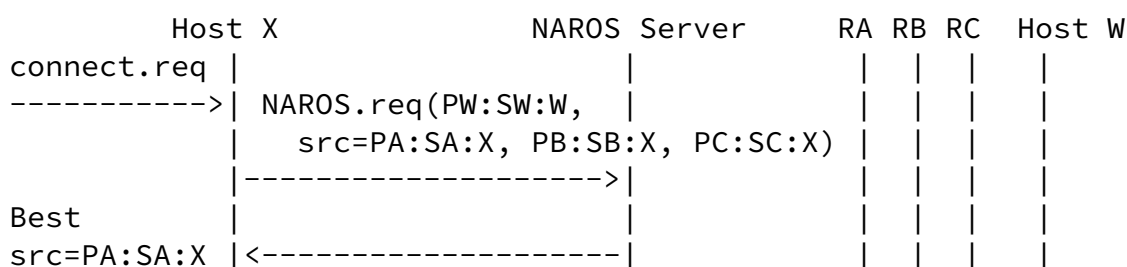 Host X              NAROS Server     RA RB RC  Host W
connect.req |                     |            |  |  |   |
----------->| NAROS.req(PW:SW:W,  |            |  |  |   |
            |   src=PA:SA:X, PB:SB:X, PC:SC:X) |  |  |   |
            |-------------------->|            |  |  |   |
Best        |                     |            |  |  |   |
src=PA:SA:X |<--------------------|            |  |  |   |